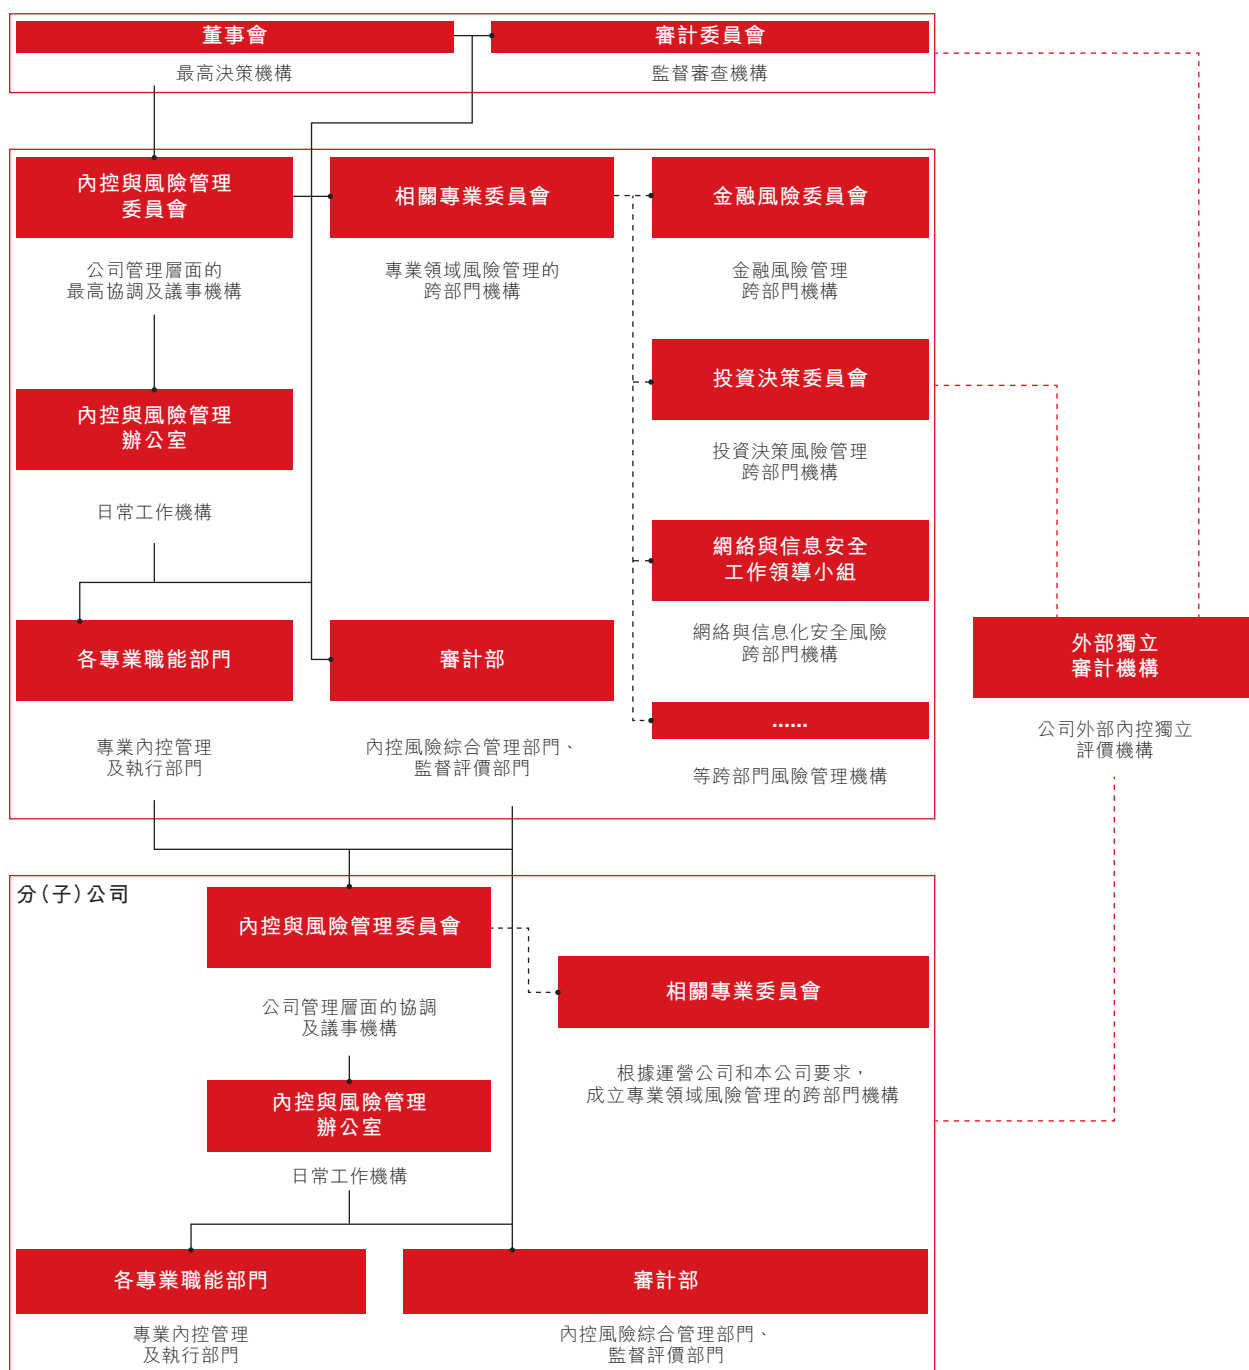 董事會
最高決策機構
審計委員會
監督審查機構
內控與風險管理
委員會
公司管理層面的
最高協調及議事機構
相關專業委員會
專業領域風險管理的
跨部門機構
金融風險委員會
金融風險管理
跨部門機構
投資決策委員會
投資決策風險管理
跨部門機構
內控與風險管理
辦公室
日常工作機構
網絡與信息安全
工作領導小組
網絡與信息化安全風險
跨部門機構
各專業職能部門
專業內控管理
及執行部門
審計部
內控風險綜合管理部門、
監督評價部門
......
等跨部門風險管理機構
外部獨立
審計機構
公司外部內控獨立
評價機構
分(子)公司
內控與風險管理委員會
公司管理層面的協調
及議事機構
相關專業委員會
根據運營公司和本公司要求，
成立專業領域風險管理的跨部門機構
內控與風險管理
辦公室
日常工作機構
各專業職能部門
專業內控管理
及執行部門
審計部
內控風險綜合管理部門、
監督評價部門